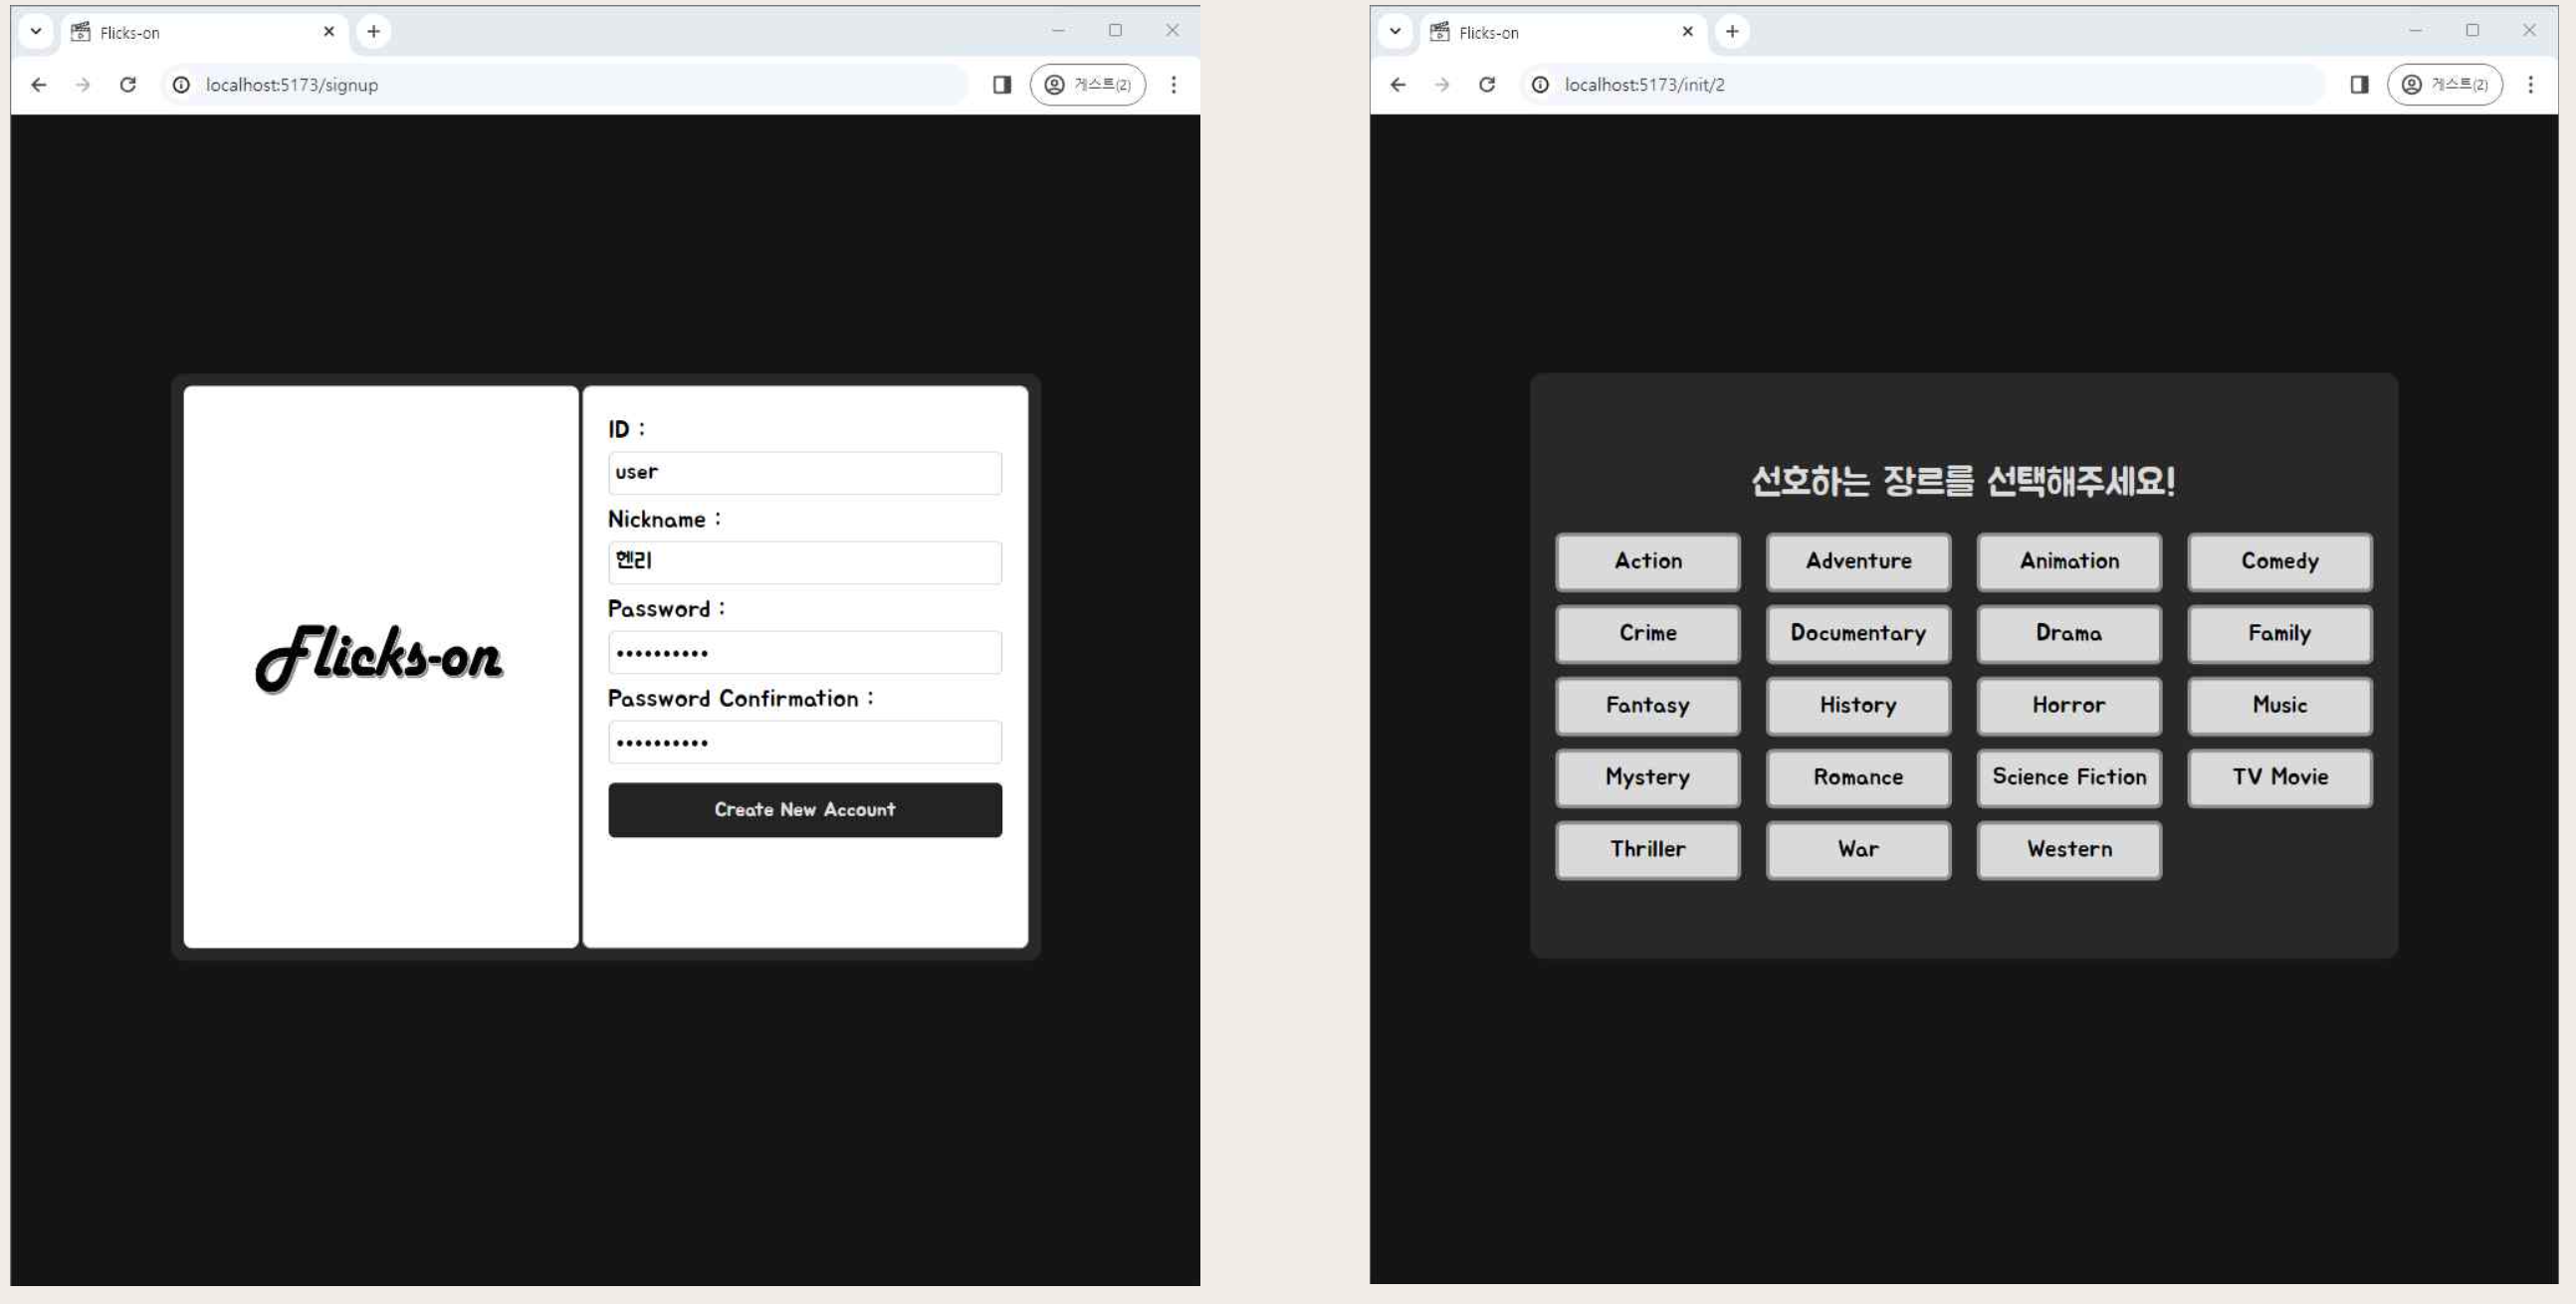 Flicks-on
localhost:5173/signup
게스트(2)
Flicks-on
ID :
user
Nickname :
헨리
Password :
••••••••••
Password Confirmation :
••••••••••
Create New Account
Flicks-on
localhost:5173/init/2
게스트(2)
선호하는 장르를 선택해주세요!
Action Adventure Animation Comedy
Crime Documentary Drama Family
Fantasy History Horror Music
Mystery Romance Science Fiction TV Movie
Thriller War Western